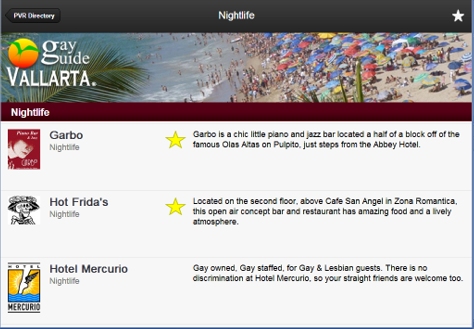 PVR Directory
Nightlife
gay
guide
VALLARTA.
Nightlife
Piano Bar
GARBO
Garbo
Nightlife
Garbo is a chic little piano and jazz bar located a half of a block off of the
famous Olas Altas on Pulpito, just steps from the Abbey Hotel.
Hot Frida's
Nightlife
Located on the second floor, above Cafe San Angel in Zona Romantica,
this open air concept bar and restaurant has amazing food and a lively
atmosphere.
HOTEL
MERCURIO
Hotel Mercurio
Nightlife
Gay owned, Gay staffed, for Gay & Lesbian guests. There is no
discrimination at Hotel Mercurio, so your straight friends are welcome too.